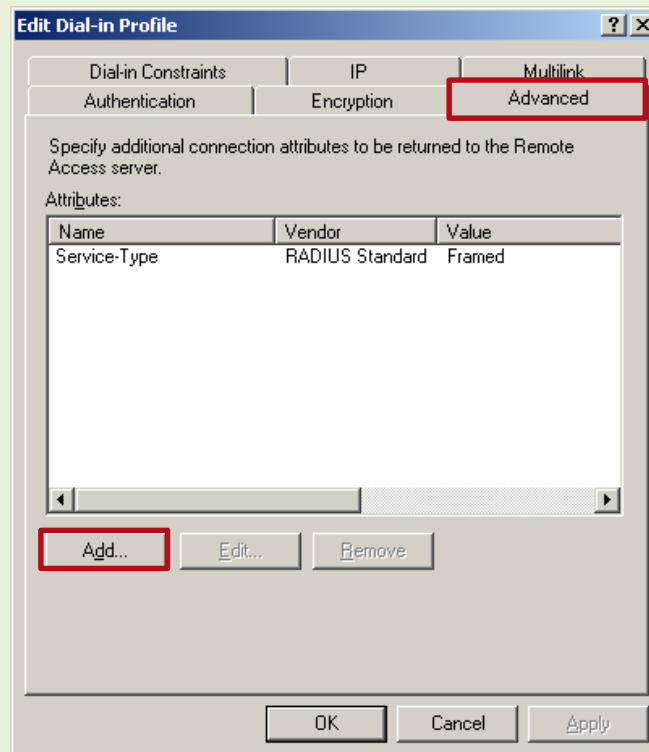 Edit Dial-in Profile
Dial-in Constraints IP Multilink
Authentication Encryption Advanced
Specify additional connection attributes to be returned to the Remote
Access server.
Attributes:
Name Vendor Value
Service-Type RADIUS Standard Framed
Add... Edit... Remove
OK Cancel Apply